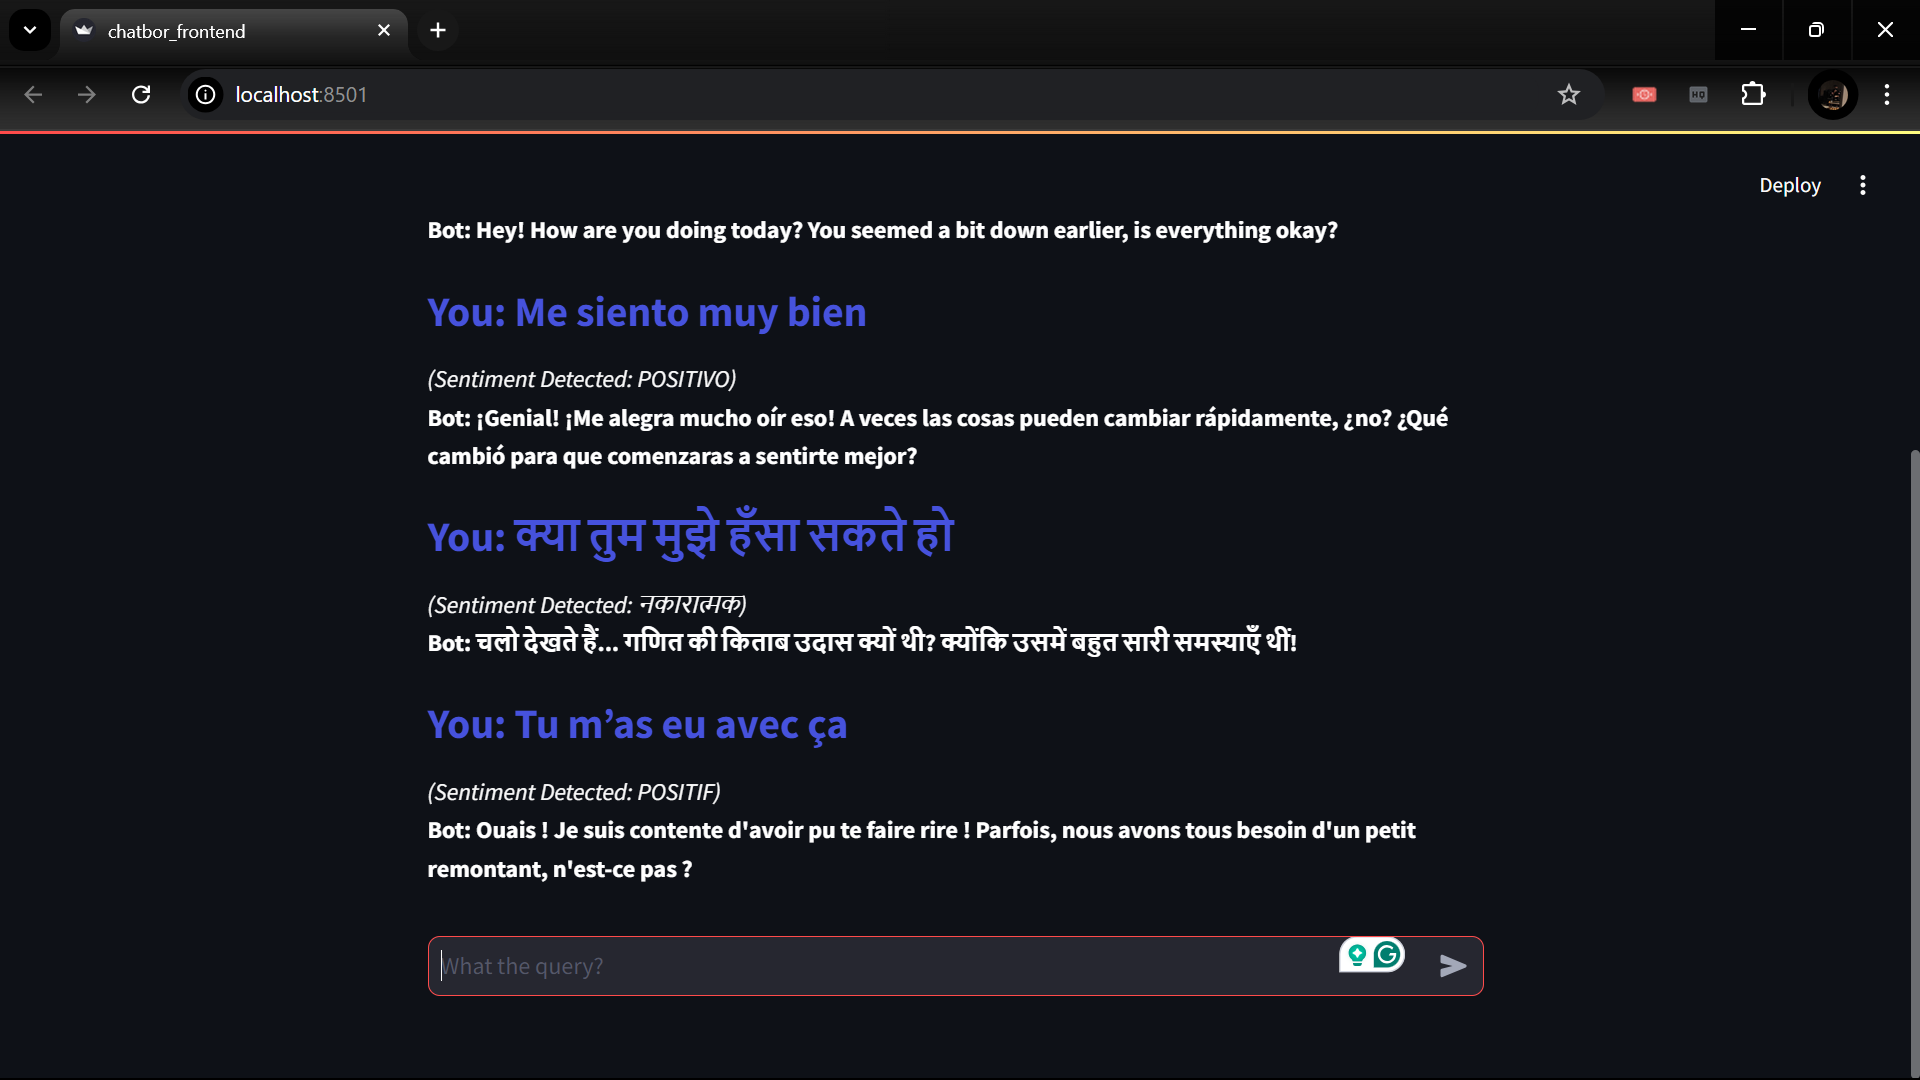 chatbor_frontend
localhost:8501
HQ
Deploy
Bot: Hey! How are you doing today? You seemed a bit down earlier, is everything okay?
You: Me siento muy bien
(Sentiment Detected: POSITIVO)
Bot: ¡Genial! ¡Me alegra mucho oír eso! A veces las cosas pueden cambiar rápidamente, ¿no? ¿Qué
cambió para que comenzaras a sentirte mejor?
You: क्या तुम मुझे हँसा सकते हो
(Sentiment Detected: नकारात्मक)
Bot: चलो देखते हैं... गणित की किताब उदास क्यों थी? क्योंकि उसमें बहुत सारी समस्याएँ थीं!
You: Tu m’as eu avec ça
(Sentiment Detected: POSITIF)
Bot: Ouais ! Je suis contente d'avoir pu te faire rire ! Parfois, nous avons tous besoin d'un petit
remontant, n'est-ce pas ?
What the query?